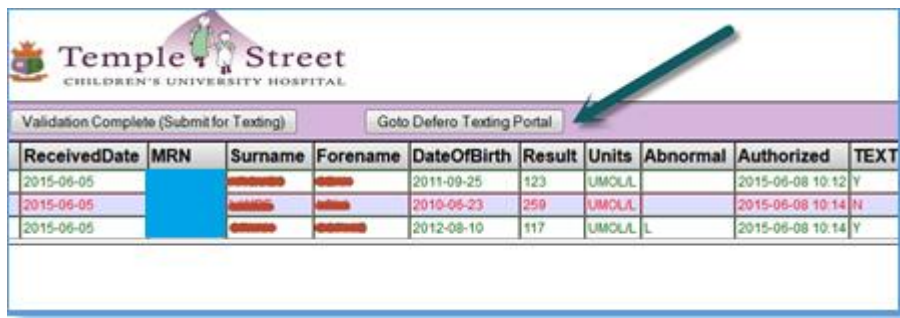 Temple Street
CHILDREN'S UNIVERSITY HOSPITAL
Validation Complete (Submit for Texting) Goto Defero Texting Portal
ReceivedDate MRN Surname Forename DateOfBirth Result Units Abnormal Authorized TEXT
2015-06-05 2011-09-25 123 UMOL/L 2015-06-08 10:12 Y
2015-06-05 2010-06-23 259 UMOL/L 2015-06-08 10:14 N
2015-06-05 2012-08-10 117 UMOL/L L 2015-06-08 10:14 Y